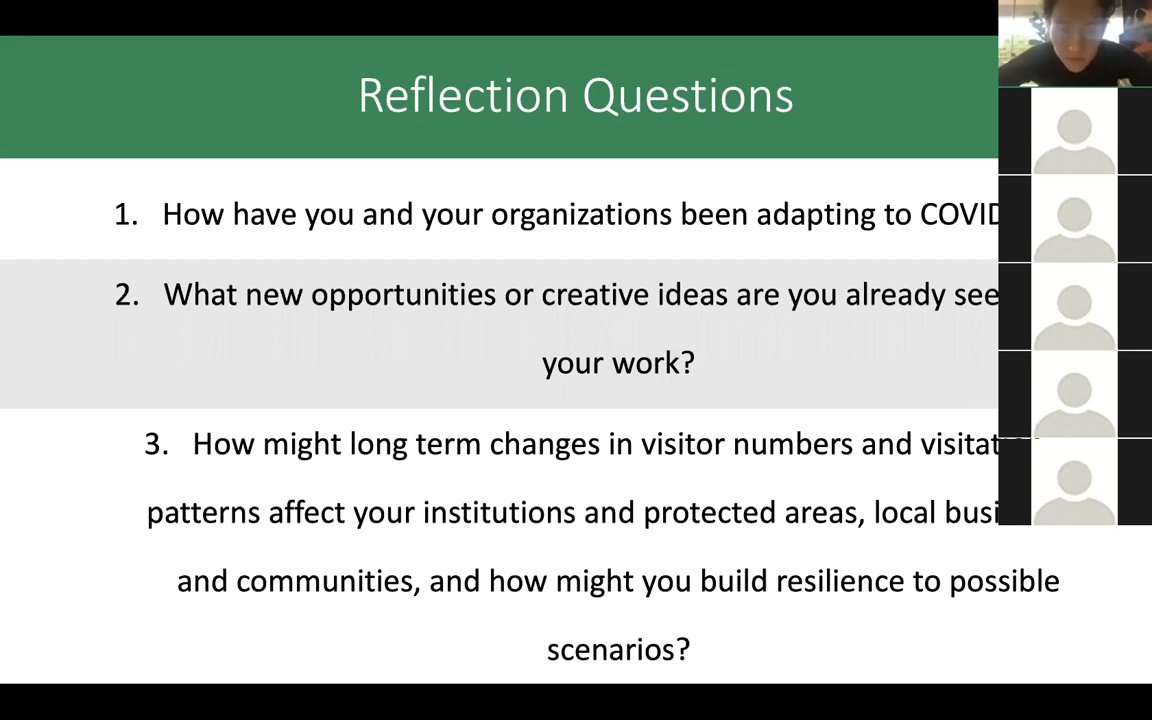 Reflection Questions
1. How have you and your organizations been adapting to COVID
2. What new opportunities or creative ideas are you already see
your work?
3. How might long term changes in visitor numbers and
patterns affect your institutions and protected areas, local
and communities, and how might you build resilience to possible
scenarios?